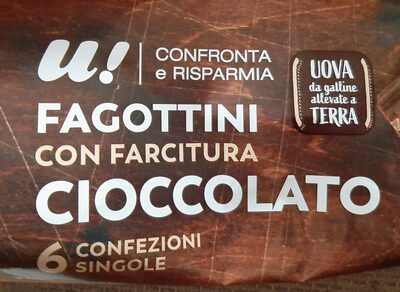 u! CONFRONTA
e RISPARMIA
FAGOTTINI
CON FARCITURA
CIOCCOLATO
6 CONFEZIONI
SINGOLE
UOVA
da galline
allevate a
TERRA